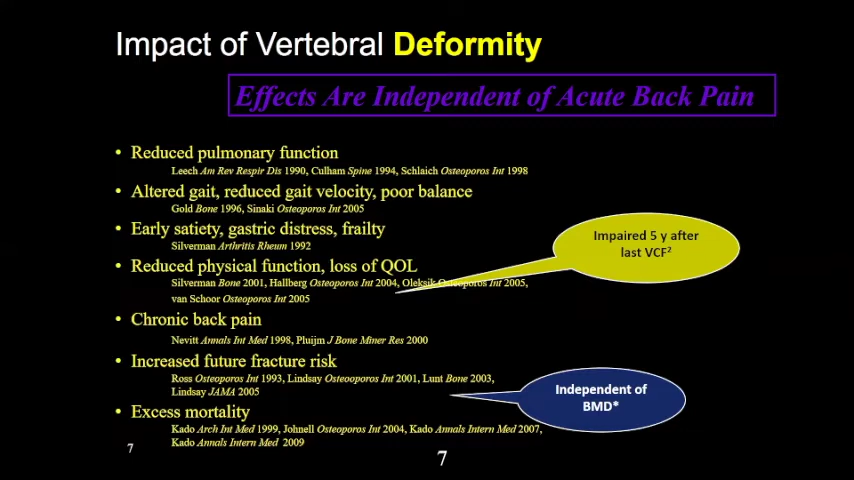 Impact of Vertebral Deformity
Effects Are Independent of Acute Back Pain
• Reduced pulmonary function
Leech Am Rev Respir Dis 1990, Culham Spine 1994, Schlaich Osteoporos Int 1998
• Altered gait, reduced gait velocity, poor balance
Gold Bone 1996, Sinaki Osteoporos Int 2005
• Early satiety, gastric distress, frailty
Silverman Arthritis Rheum 1992
• Reduced physical function, loss of QOL
Silverman Bone 2001, Hallberg Osteoporos Int 2004, Oleksik Osteoporos Int 2005,
van Schoor Osteoporos Int 2005
Impaired 5 y after
last VCF²
• Chronic back pain
Nevitt Annals Int Med 1998, Pluijm J Bone Miner Res 2000
• Increased future fracture risk
Ross Osteoporos Int 1993, Lindsay Osteooporos Int 2001, Lunt Bone 2003,
Lindsay JAMA 2005
Independent of
BMD*
• Excess mortality
Kado Arch Int Med 1999, Johnell Osteoporos Int 2004, Kado Annals Intern Med 2007,
Kado Annals Intern Med 2009
7
7